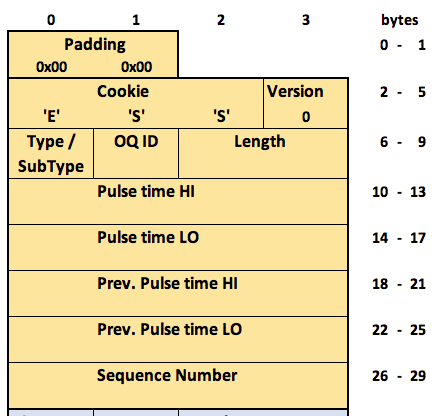 0 1 2 3 bytes
Padding 0 - 1
0x00 0x00
Cookie Version 2 - 5
'E' 'S' 'S' 0
Type / OQ ID Length 6 - 9
SubType
Pulse time HI 10 - 13
Pulse time LO 14 - 17
Prev. Pulse time HI 18 - 21
Prev. Pulse time LO 22 - 25
Sequence Number 26 - 29